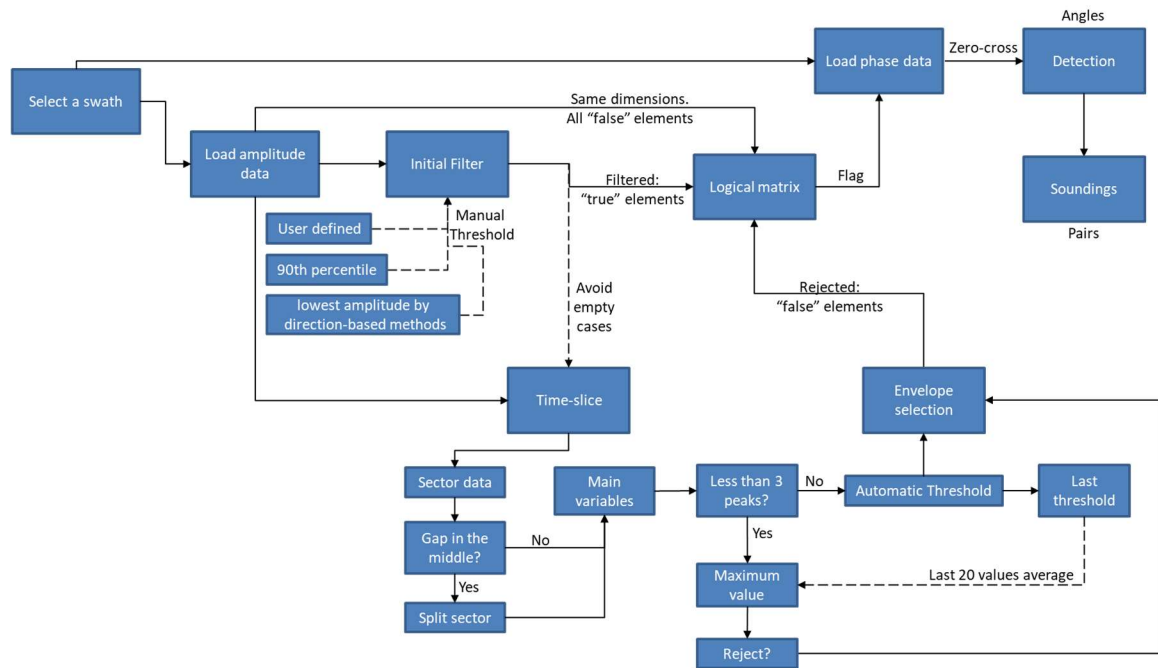 Angles
Select a swath
Load phase data
Zero-cross
Detection
Same dimensions.
All “false” elements
Load amplitude
data
Initial Filter
Filtered:
“true” elements
Logical matrix
Flag
Soundings
Pairs
Manual
Threshold
User defined
90th percentile
lowest amplitude by
direction-based methods
Avoid
empty
cases
Rejected:
“false” elements
Time-slice
Envelope
selection
Sector data
Main
variables
Less than 3
peaks?
No
Automatic Threshold
Last
threshold
Gap in the
middle?
No
Yes
Yes
Split sector
Maximum
value
Last 20 values average
Reject?